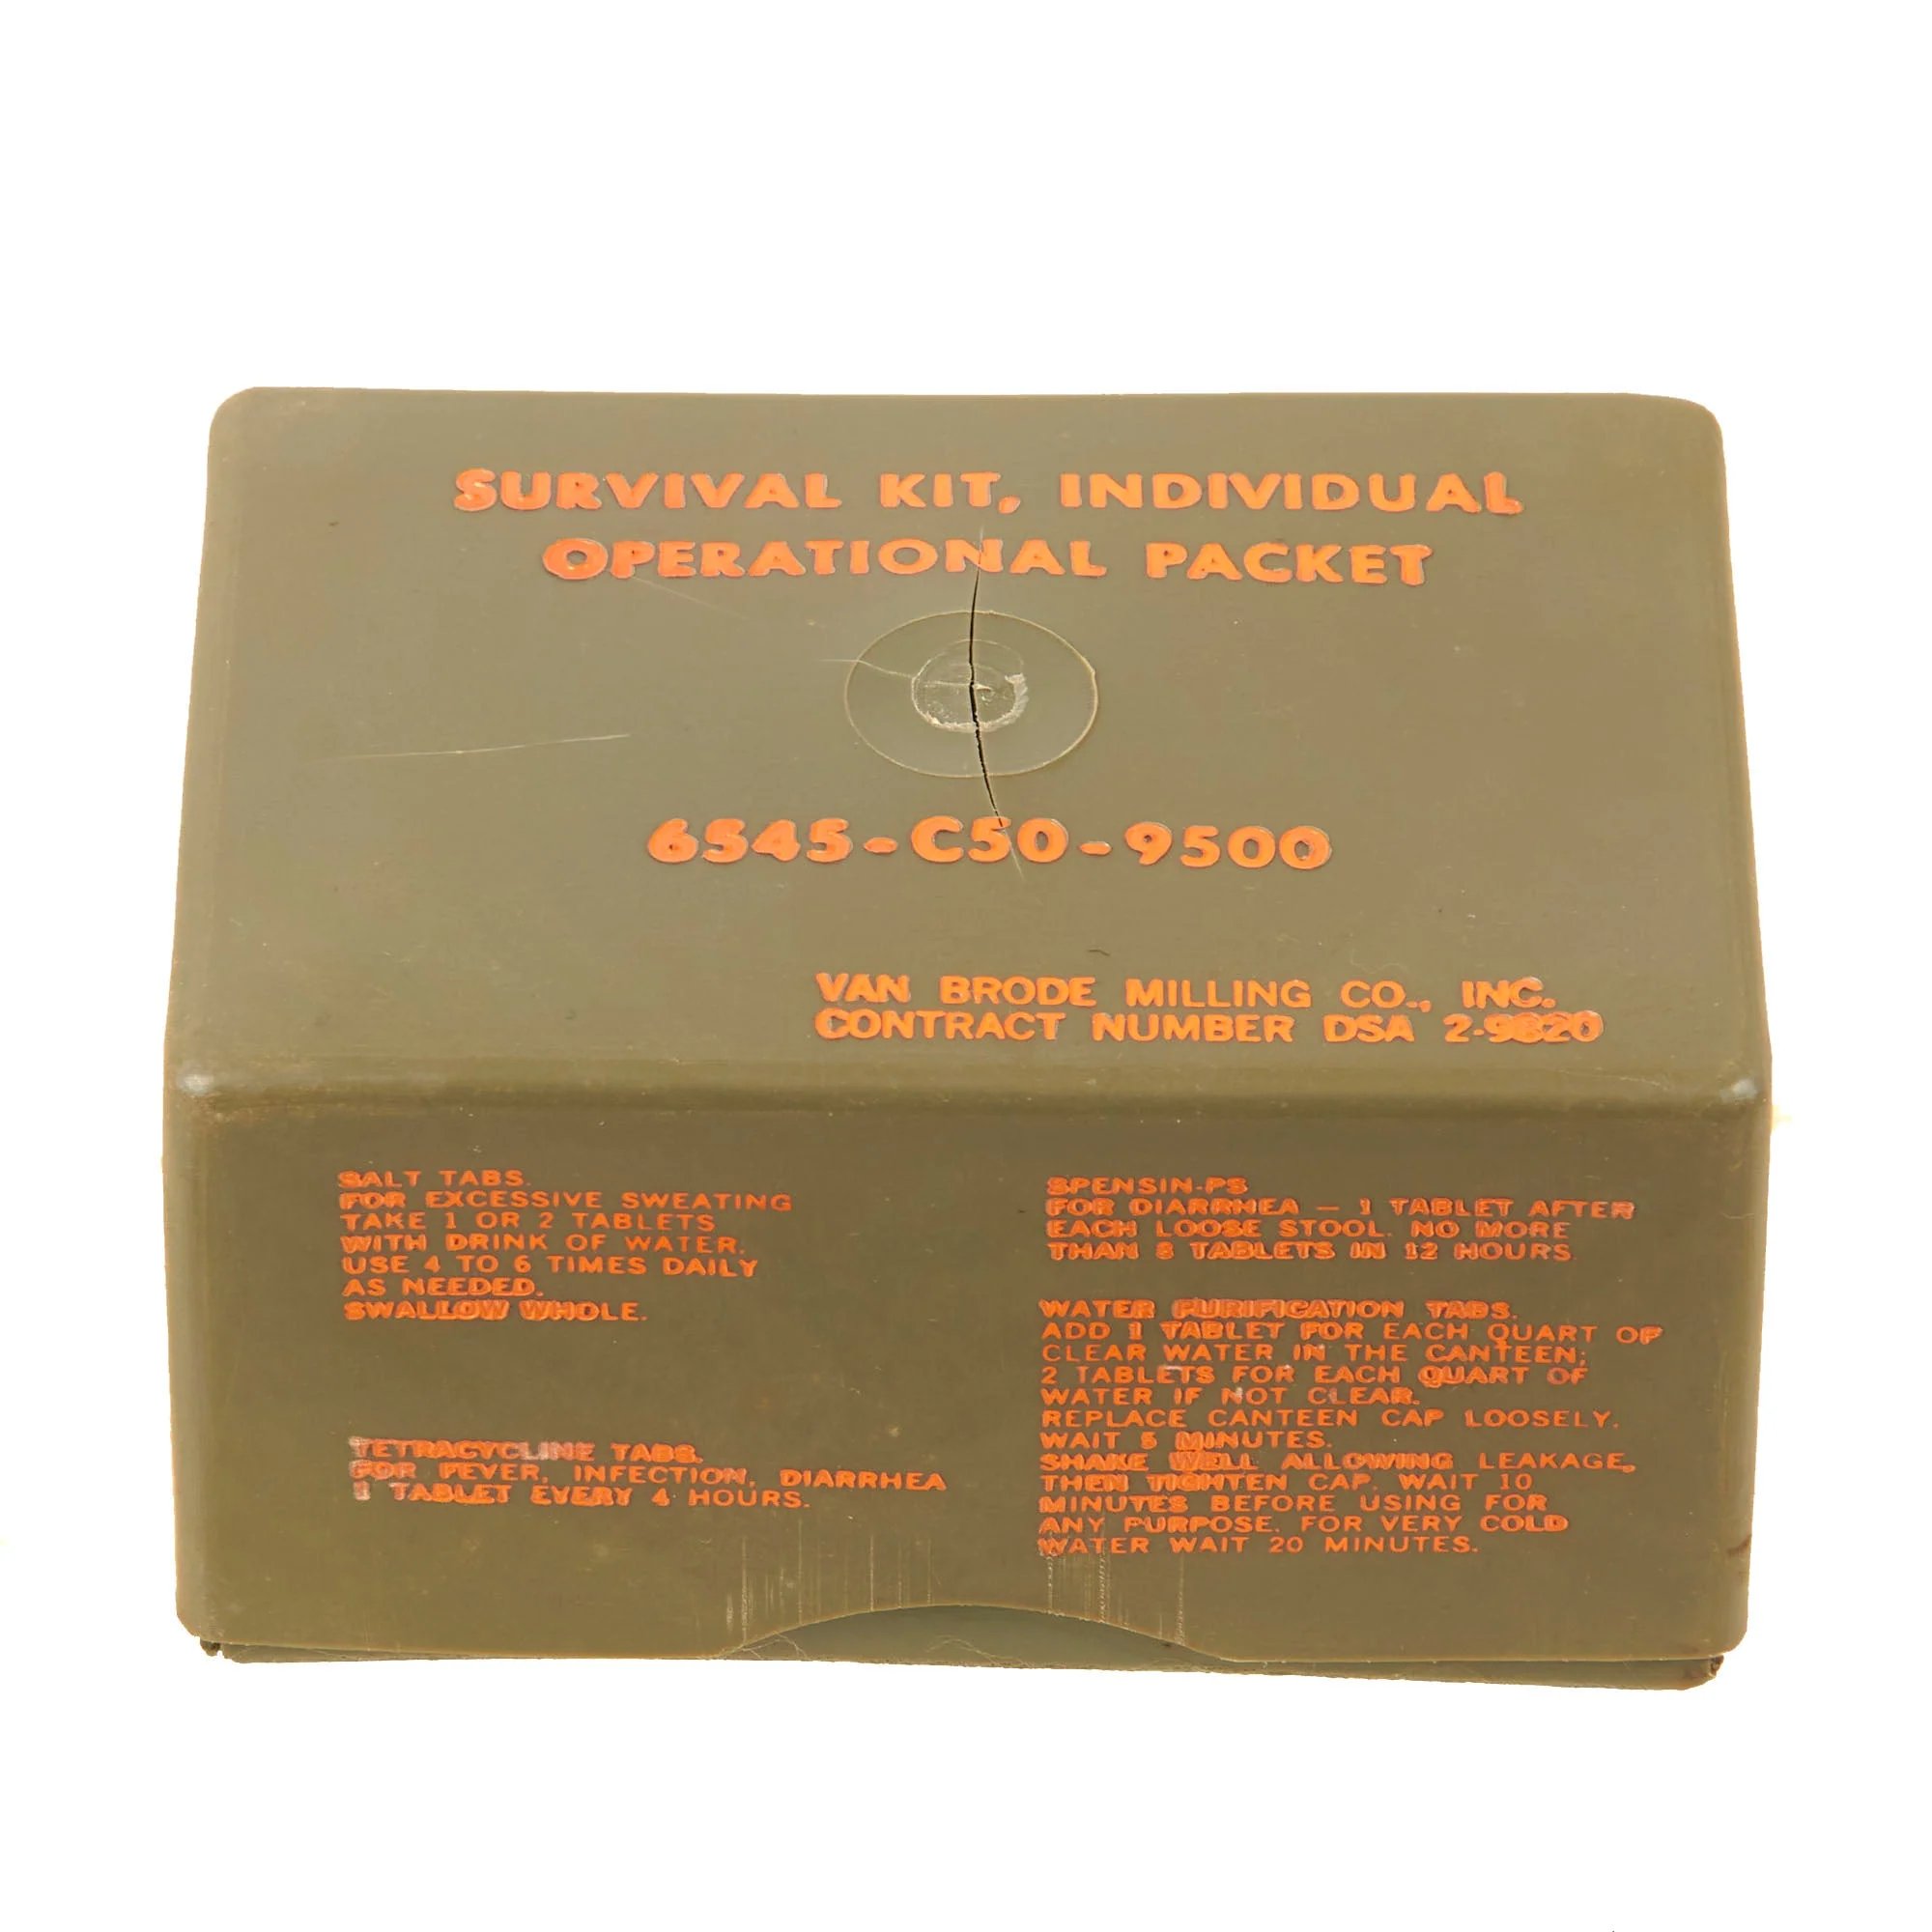 SURVIVAL KIT, INDIVIDUAL
OPERATIONAL PACKET
6545-C50-9500
VAN BRODE MILLING CO., INC.
CONTRACT NUMBER DSA 2-9820
SALT TABS.
FOR EXCESSIVE SWEATING
TAKE 1 OR 2 TABLETS
WITH DRINK OF WATER.
USE 4 TO 6 TIMES DAILY
AS NEEDED.
SWALLOW WHOLE.
TETRACYCLINE TABS.
FOR FEVER, INFECTION, DIARRHEA
1 TABLET EVERY 4 HOURS.
SPENSIN-PS
FOR DIARRHEA — 1 TABLET AFTER
EACH LOOSE STOOL. NO MORE
THAN 8 TABLETS IN 12 HOURS.
WATER PURIFICATION TABS.
ADD 1 TABLET FOR EACH QUART OF
CLEAR WATER IN THE CANTEEN;
2 TABLETS FOR EACH QUART OF
WATER IF NOT CLEAR.
REPLACE CANTEEN CAP LOOSELY.
WAIT 5 MINUTES.
SHAKE WELL ALLOWING LEAKAGE,
THEN TIGHTEN CAP. WAIT 10
MINUTES BEFORE USING FOR
ANY PURPOSE. FOR VERY COLD
WATER WAIT 20 MINUTES.